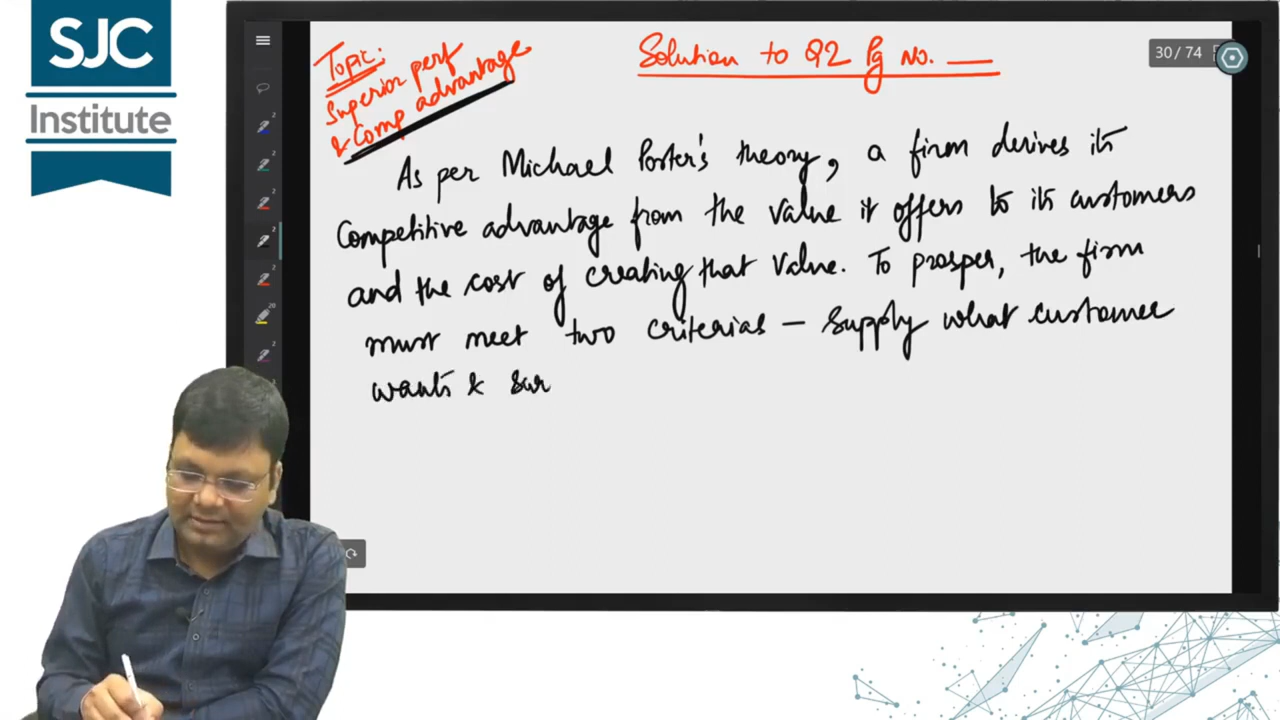 SJC
Institute
Topic:
Superior perf
& Comp advantage
Solution to Q2 Pg No. __
30 / 74
As per Michael Porter's theory, a firm derives its
Competitive advantage from the value it offers to its customers
and the cost of creating that value. To prosper, the firm
must meet two criterias – supply what customer
wants & sur